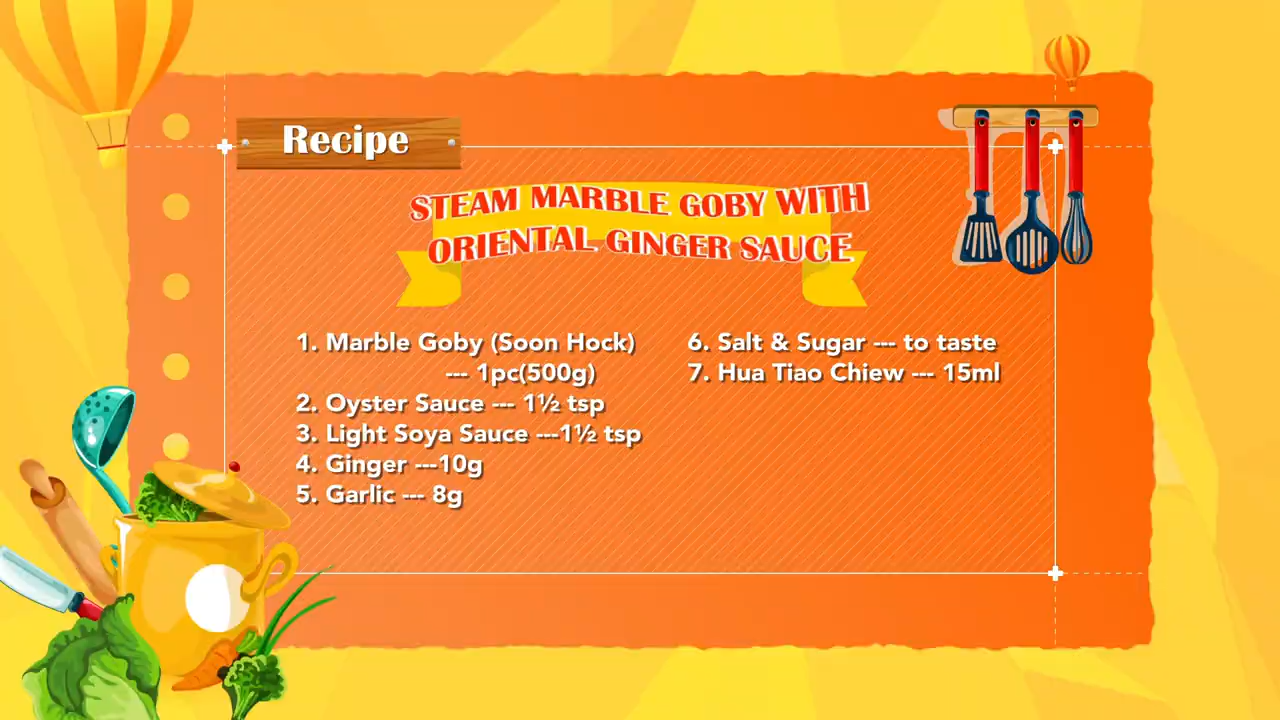 Recipe
STEAM MARBLE GOBY WITH
ORIENTAL GINGER SAUCE
1. Marble Goby (Soon Hock)
--- 1pc(500g)
2. Oyster Sauce --- 1½ tsp
3. Light Soya Sauce ---1½ tsp
4. Ginger ---10g
5. Garlic --- 8g
6. Salt & Sugar --- to taste
7. Hua Tiao Chiew --- 15ml